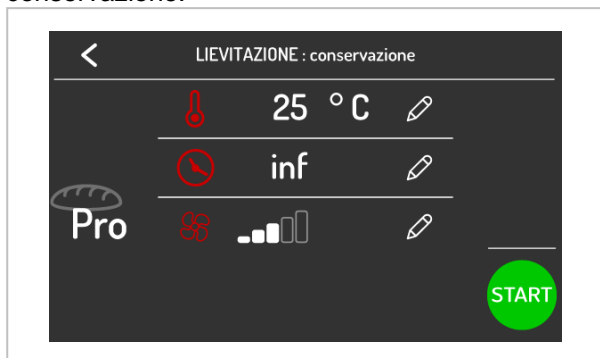 conservazione.
LIEVITAZIONE : conservazione
25 °C
inf
Pro
START